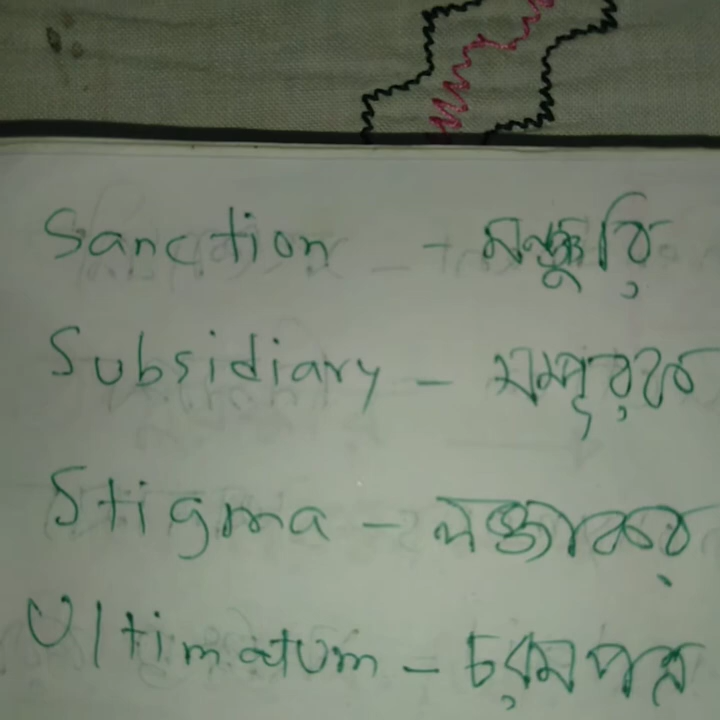 Sanction - মঞ্জুরি
Subsidiary - সম্পূরক
Stigma - লজ্জাকর
Ultimatum - চরমপত্র